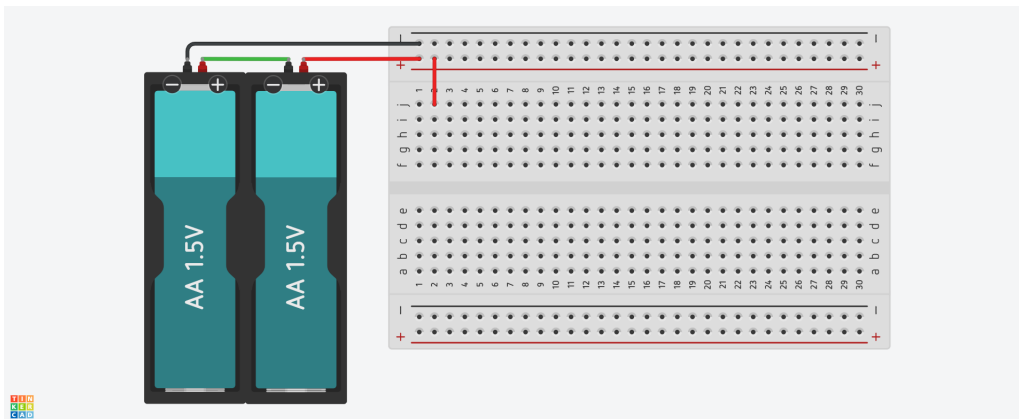 − −
+ +
1 2 3 4 5 6 7 8 9 10 11 12 13 14 15 16 17 18 19 20 21 22 23 24 25 26 27 28 29 30
j j
i i
h h
g g
f f
e e
d d
c c
b b
a a
1 2 3 4 5 6 7 8 9 10 11 12 13 14 15 16 17 18 19 20 21 22 23 24 25 26 27 28 29 30
− −
+ +
− + − +
AA 1.5V
AA 1.5V
TIN
KER
CAD